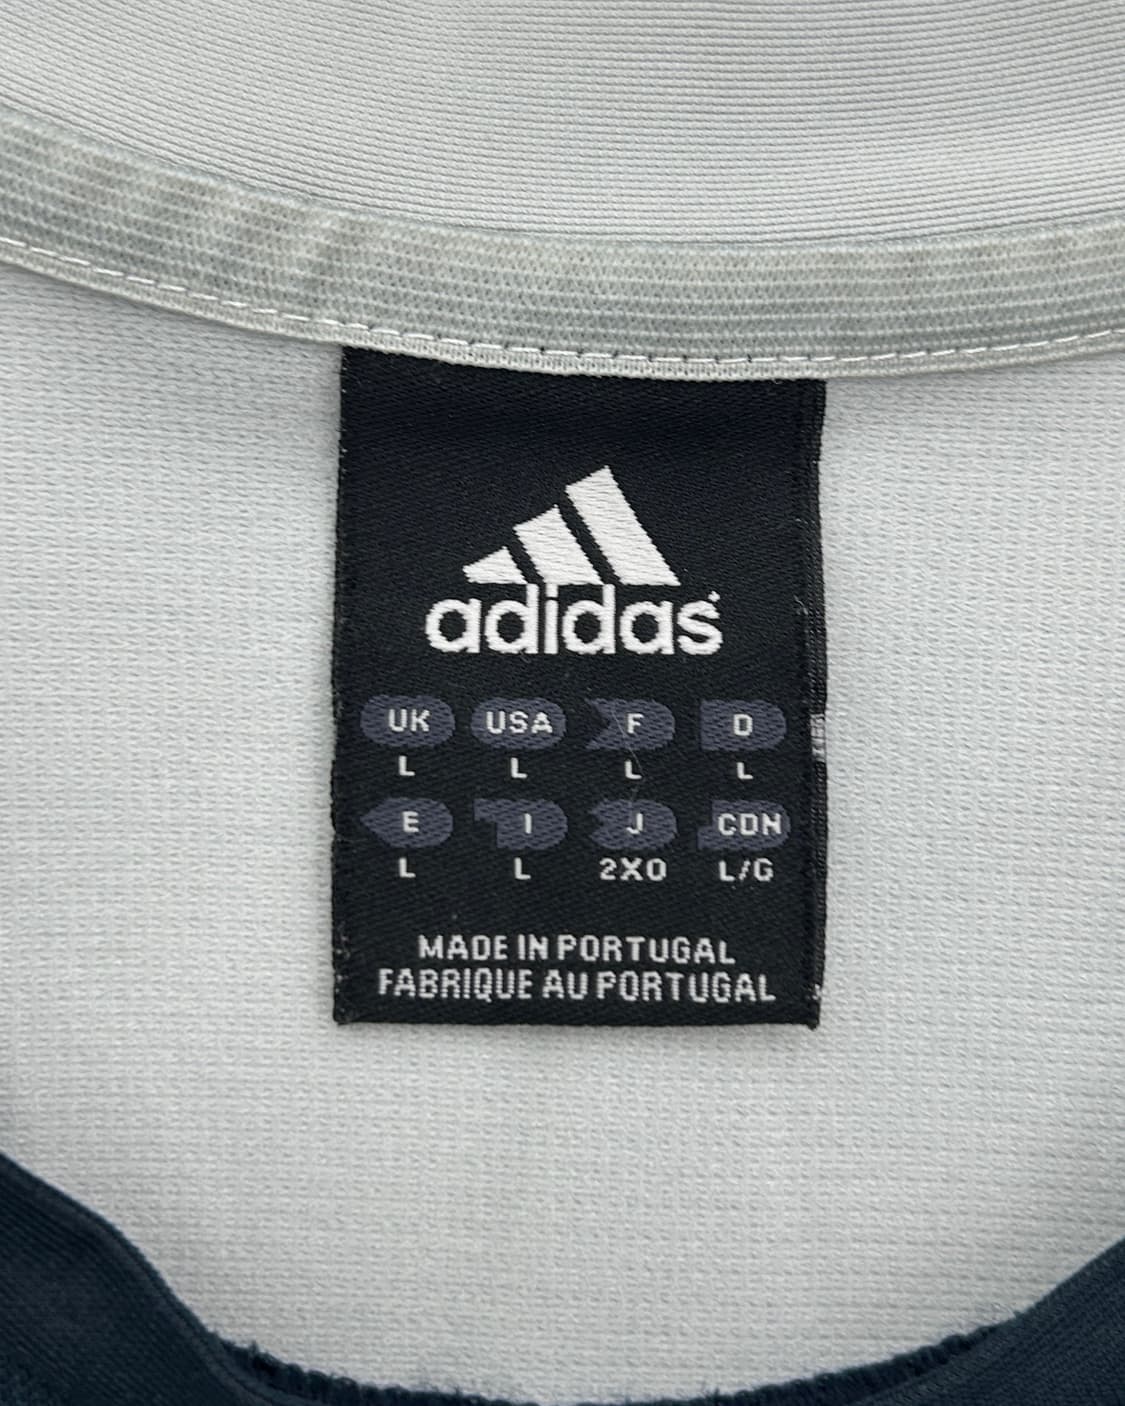 adidas
UK USA F D
L L L L
E I J CDN
L L 2XO L/G
MADE IN PORTUGAL
FABRIQUE AU PORTUGAL